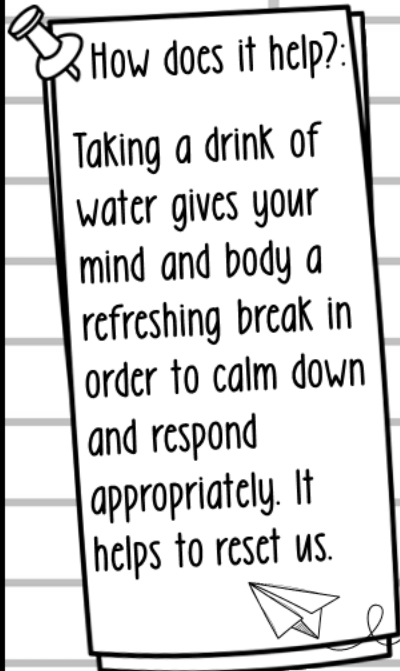 How does it help?:
Taking a drink of
water gives your
mind and body a
refreshing break in
order to calm down
and respond
appropriately. It
helps to reset us.